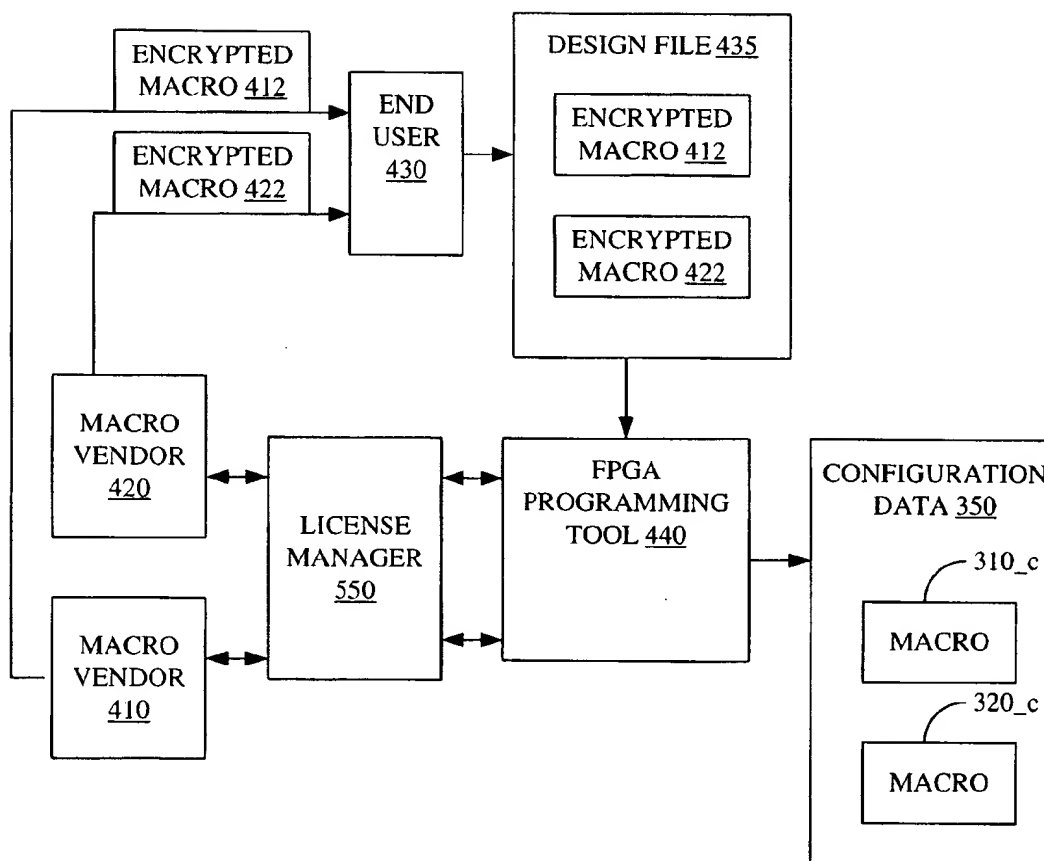 ENCRYPTED
MACRO 412
ENCRYPTED
MACRO 422
END
USER
430
DESIGN FILE 435
ENCRYPTED
MACRO 412
ENCRYPTED
MACRO 422
MACRO
VENDOR
420
MACRO
VENDOR
410
LICENSE
MANAGER
550
FPGA
PROGRAMMING
TOOL 440
CONFIGURATION
DATA 350
310_c
MACRO
320_c
MACRO